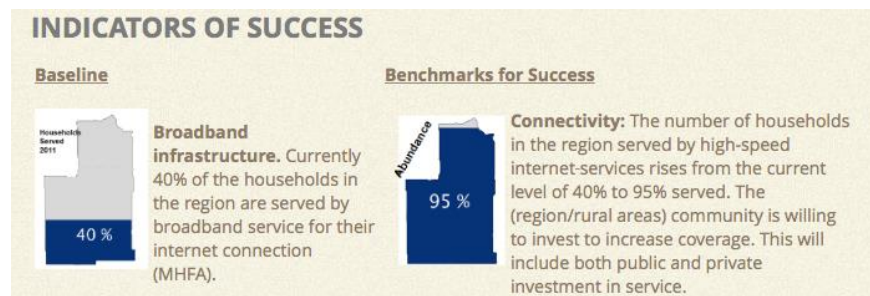 INDICATORS OF SUCCESS
Baseline
Households
Served
2011
40 %
Broadband
infrastructure. Currently
40% of the households in
the region are served by
broadband service for their
internet connection
(MHFA).
Benchmarks for Success
Abundance
95 %
Connectivity: The number of households
in the region served by high-speed
internet-services rises from the current
level of 40% to 95% served. The
(region/rural areas) community is willing
to invest to increase coverage. This will
include both public and private
investment in service.